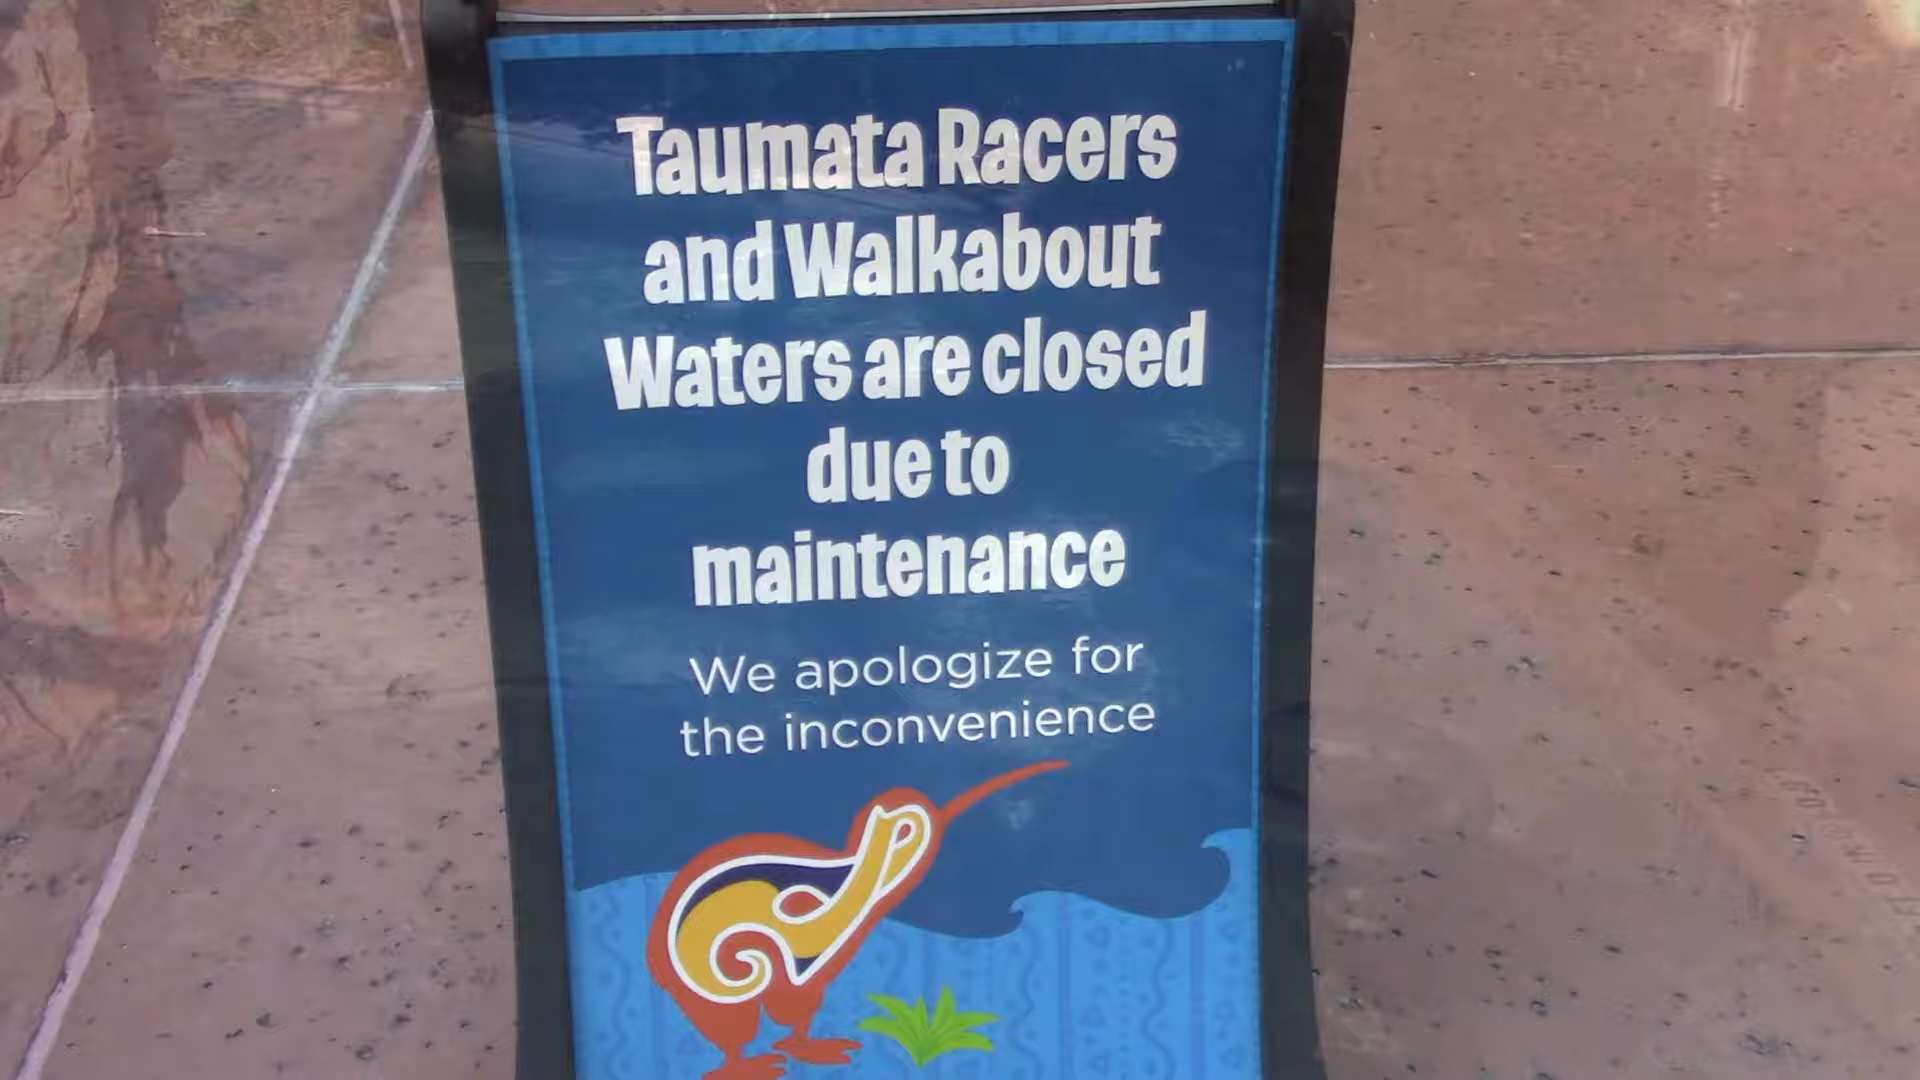 Taumata Racers
and Walkabout
Waters are closed
due to
maintenance
We apologize for
the inconvenience